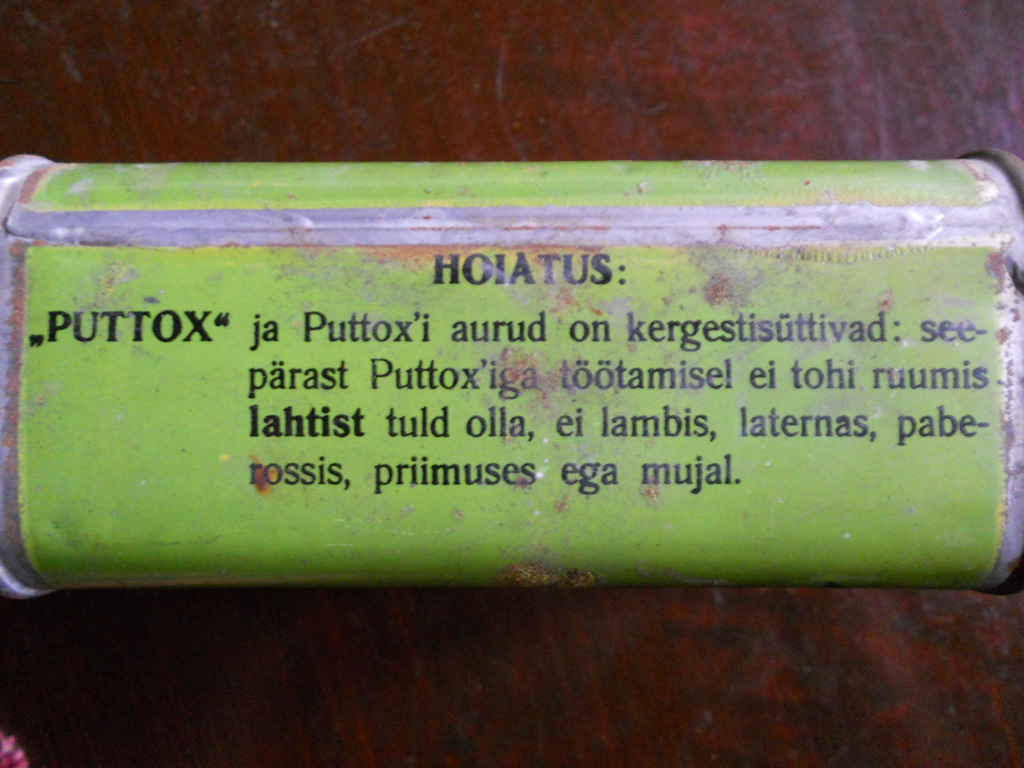 HOIATUS:
„PUTTOX“ ja Puttox'i aurud on kergestisüttivad: see-
pärast Puttox'iga töötamisel ei tohi ruumis
lahtist tuld olla, ei lambis, laternas, pabe-
rossis, priimuses ega mujal.